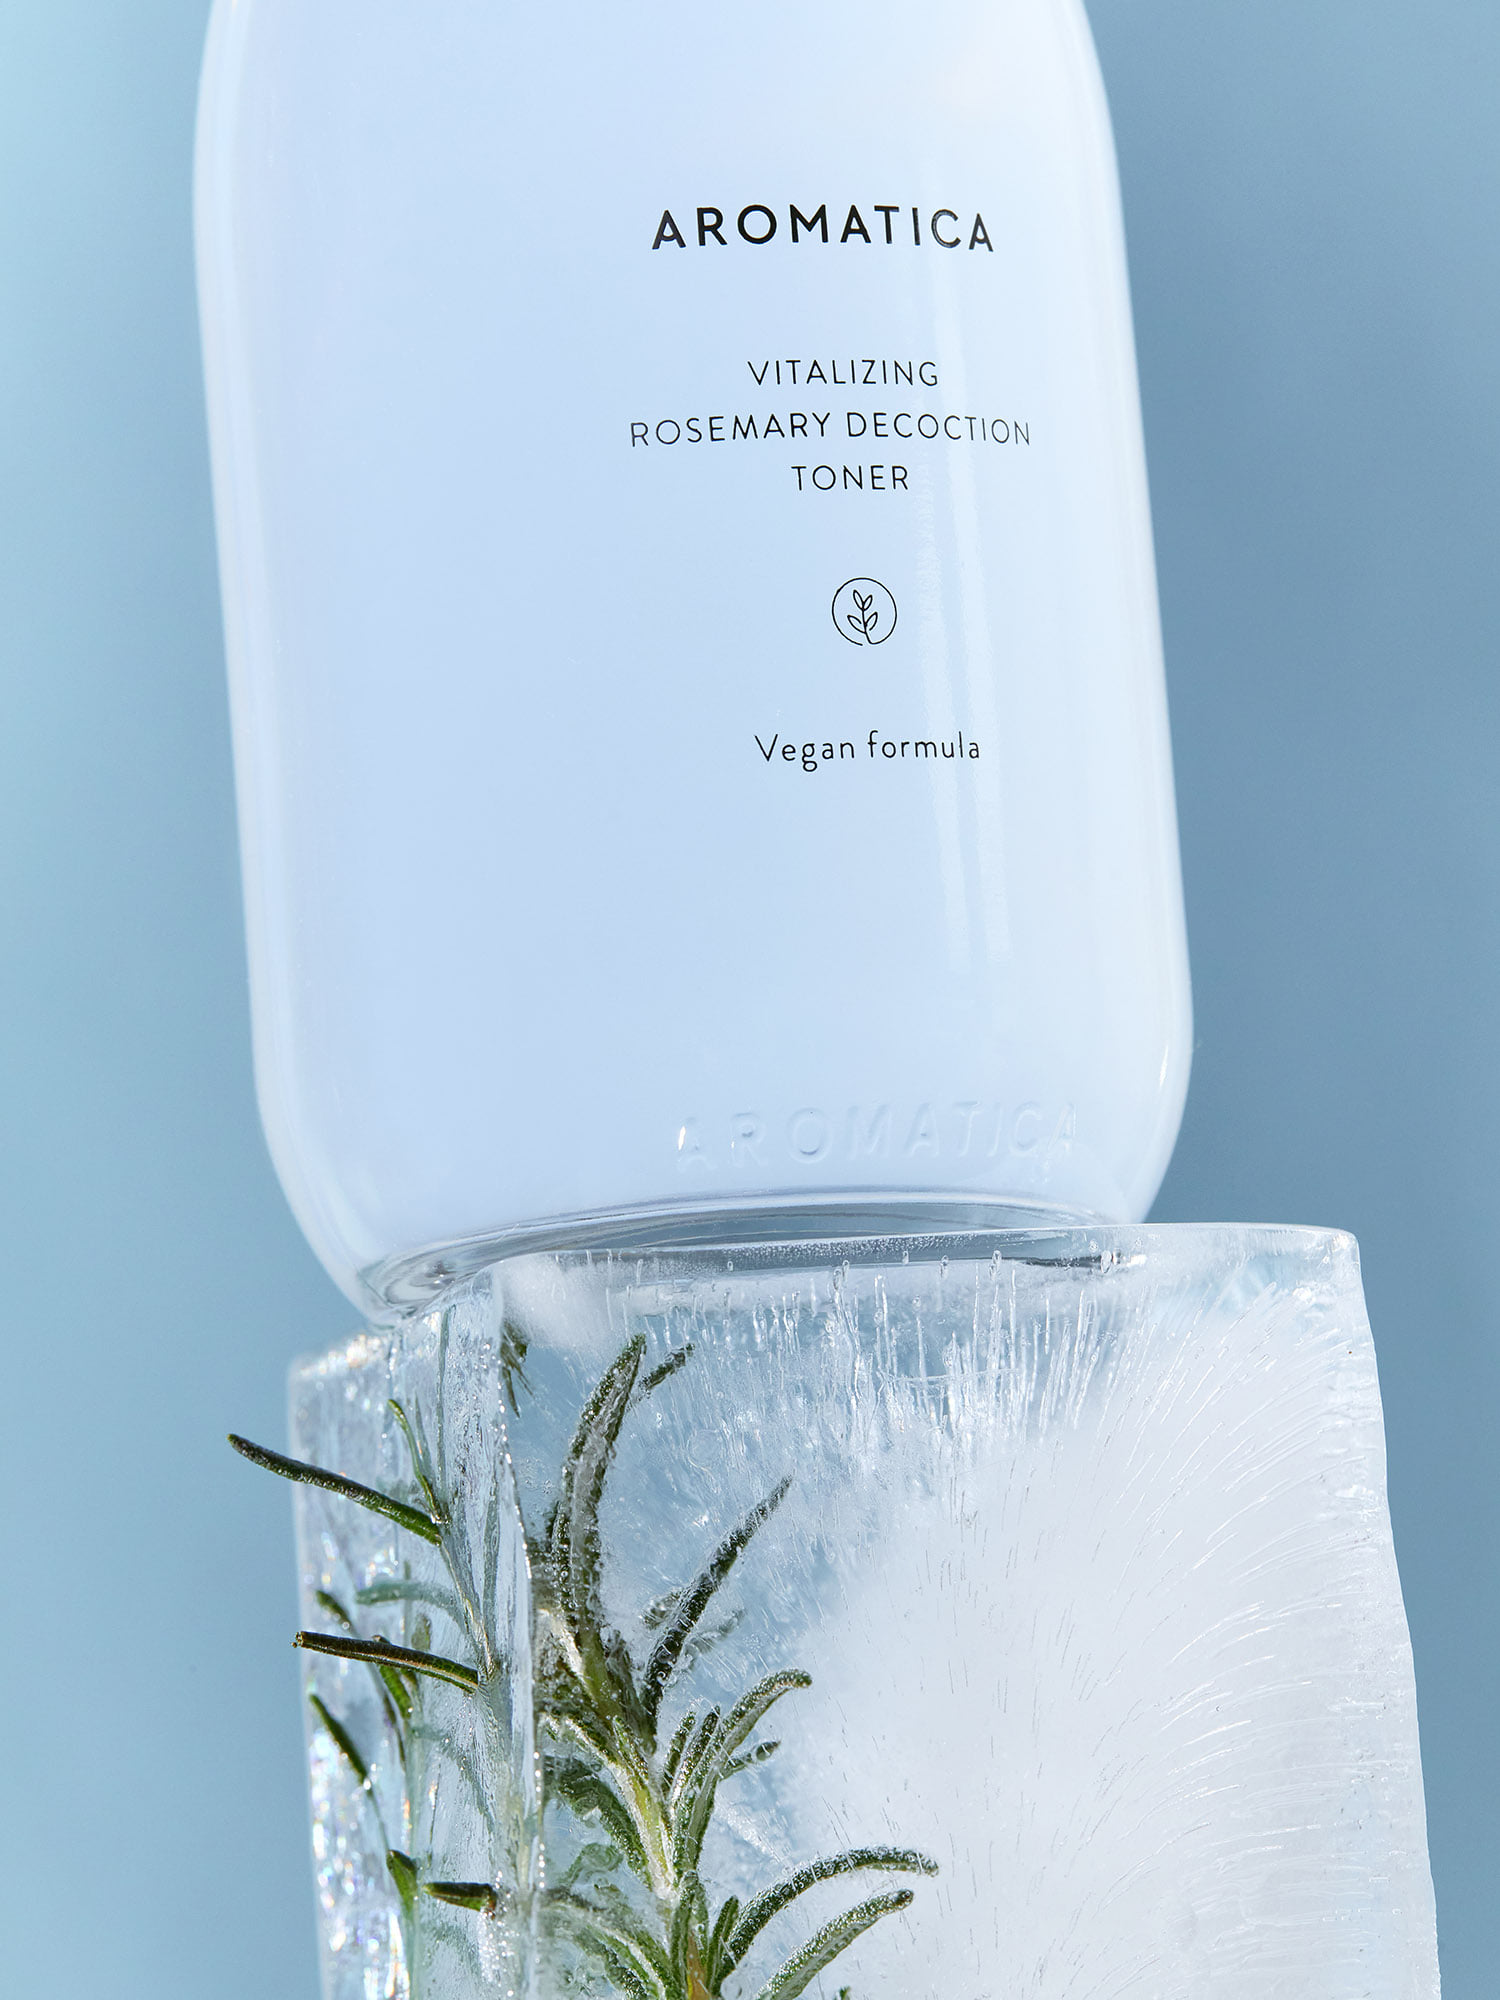 AROMATICA
VITALIZING
ROSEMARY DECOCTION
TONER
Vegan formula
AROMATICA